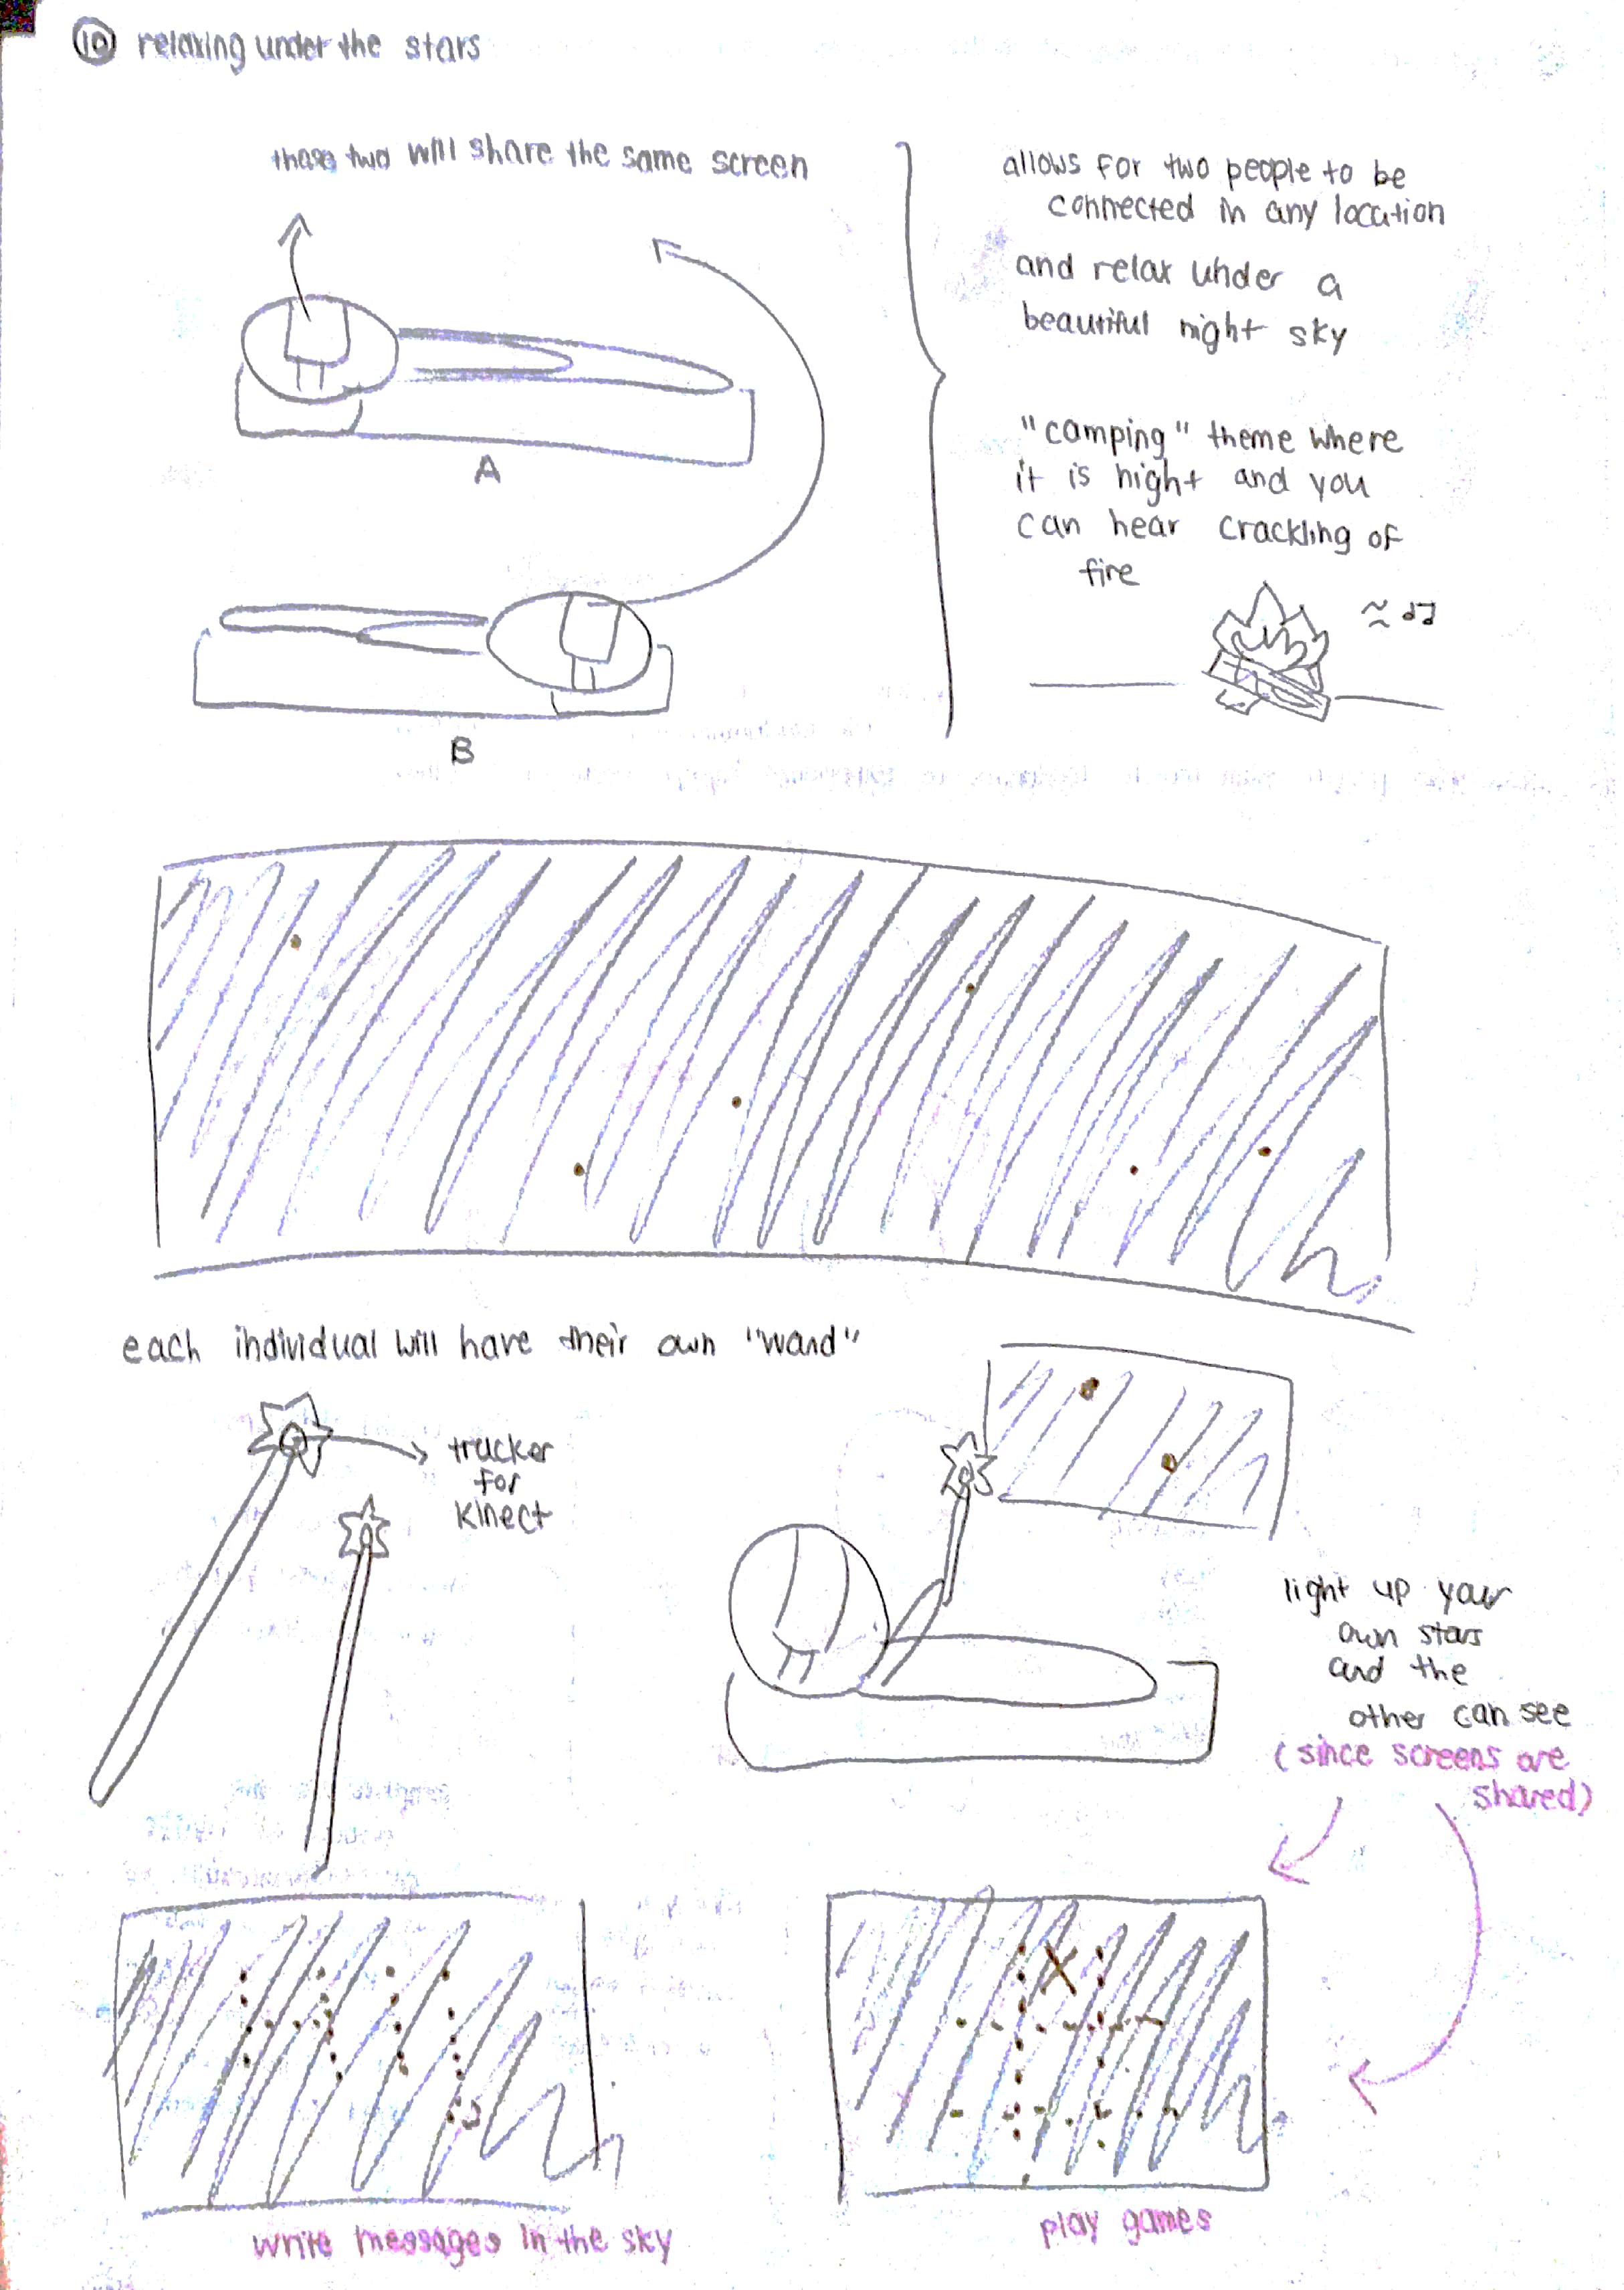 10 relaxing under the stars
these two will share the same screen
A
B
allows for two people to be
connected in any location
and relax under a
beautiful night sky
"camping" theme where
it is night and you
can hear crackling of
fire
each individual will have their own "wand"
tracker
for
kinect
light up your
own stars
and the
other can see
(since screens are
shared)
HI
write messages in the sky
X
play games